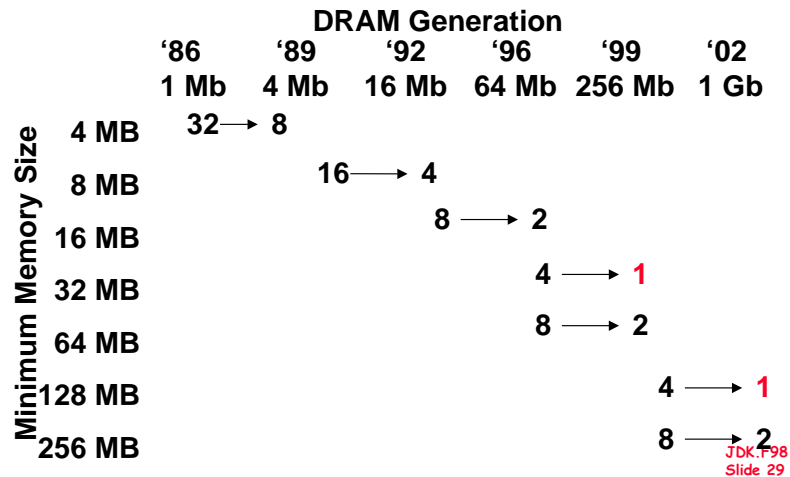 DRAM Generation
‘86 ‘89 ‘92 ‘96 ‘99 ‘02
1 Mb 4 Mb 16 Mb 64 Mb 256 Mb 1 Gb
Minimum Memory Size
4 MB 32 8
8 MB 16 4
16 MB 8 2
32 MB 4 1
64 MB 8 2
128 MB 4 1
256 MB 8 2
JDK.F98
Slide 29